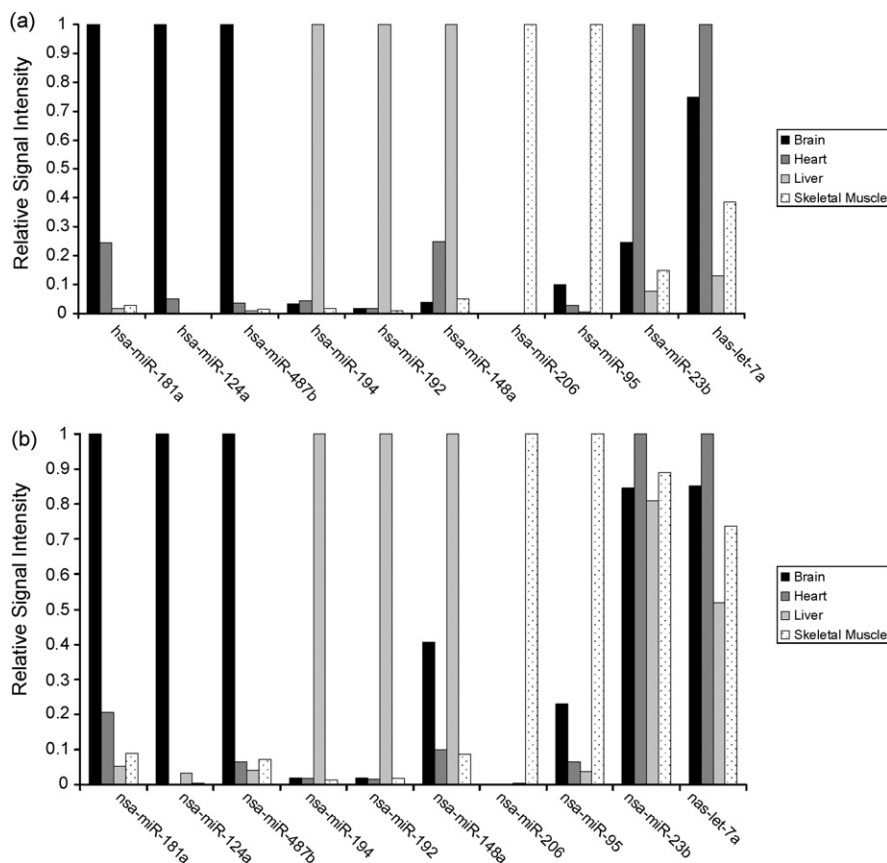 (a)
Relative Signal Intensity
1
0.9
0.8
0.7
0.6
0.5
0.4
0.3
0.2
0.1
0
hsa-miR-181a
hsa-miR-124a
hsa-miR-487b
hsa-miR-194
hsa-miR-192
hsa-miR-148a
hsa-miR-206
hsa-miR-95
hsa-miR-23b
has-let-7a
Brain
Heart
Liver
Skeletal Muscle
(b)
Relative Signal Intensity
1
0.9
0.8
0.7
0.6
0.5
0.4
0.3
0.2
0.1
0
nsa-miR-181a
nsa-miR-124a
nsa-miR-487b
nsa-miR-194
nsa-miR-192
nsa-miR-148a
nsa-miR-206
nsa-miR-95
nsa-miR-23b
nas-let-7a
Brain
Heart
Liver
Skeletal Muscle